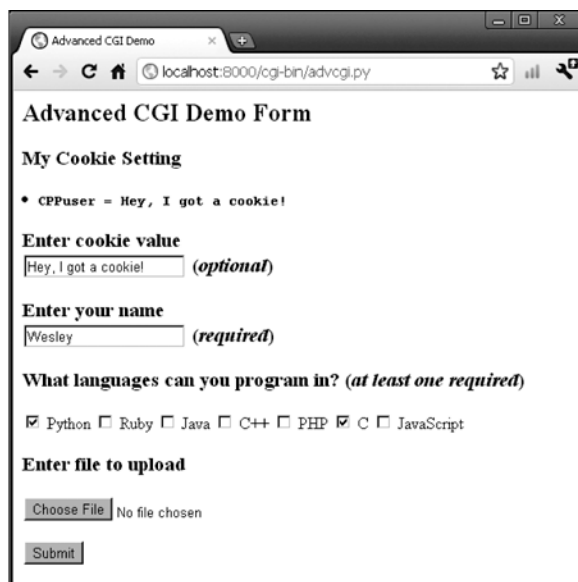 Advanced CGI Demo
localhost:8000/cgi-bin/advcgi.py
Advanced CGI Demo Form
My Cookie Setting
• CPPuser = Hey, I got a cookie!
Enter cookie value
Hey, I got a cookie! (optional)
Enter your name
Wesley (required)
What languages can you program in? (at least one required)
Python Ruby Java C++ PHP C JavaScript
Enter file to upload
Choose File No file chosen
Submit